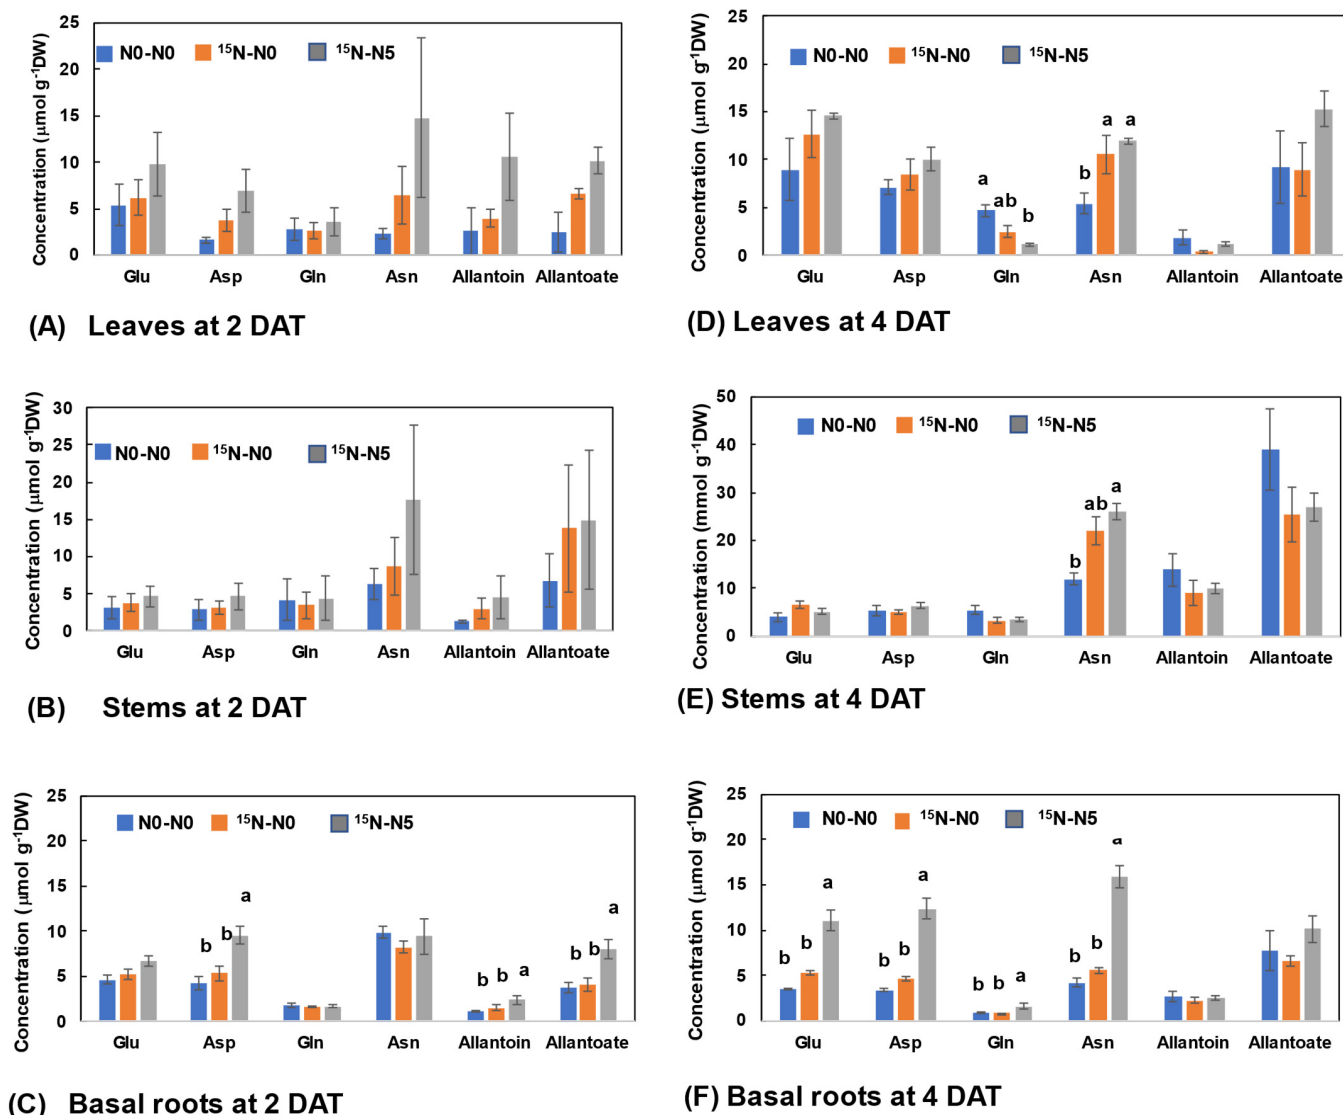 Concentration (μmol g-1DW)
25
20
15
10
5
0
N0-N0 15N-N0 15N-N5
Glu Asp Gln Asn Allantoin Allantoate
(A) Leaves at 2 DAT
Concentration (μmol g-1DW)
25
20
15
10
5
0
N0-N0 15N-N0 15N-N5
a ab b
b a a
Glu Asp Gln Asn Allantoin Allantoate
(D) Leaves at 4 DAT
Concentration (μmol g-1DW)
30
25
20
15
10
5
0
N0-N0 15N-N0 15N-N5
Glu Asp Gln Asn Allantoin Allantoate
(B) Stems at 2 DAT
Concentration (mmol g-1DW)
50
40
30
20
10
0
N0-N0 15N-N0 15N-N5
b ab a
Glu Asp Gln Asn Allantoin Allantoate
(E) Stems at 4 DAT
Concentration (μmol g-1DW)
25
20
15
10
5
0
N0-N0 15N-N0 15N-N5
b b a
b b a
b b a
Glu Asp Gln Asn Allantoin Allantoate
(C) Basal roots at 2 DAT
Concentration (μmol g-1DW)
25
20
15
10
5
0
N0-N0 15N-N0 15N-N5
b b a
b b a
b b a
b b a
Glu Asp Gln Asn Allantoin Allantoate
(F) Basal roots at 4 DAT